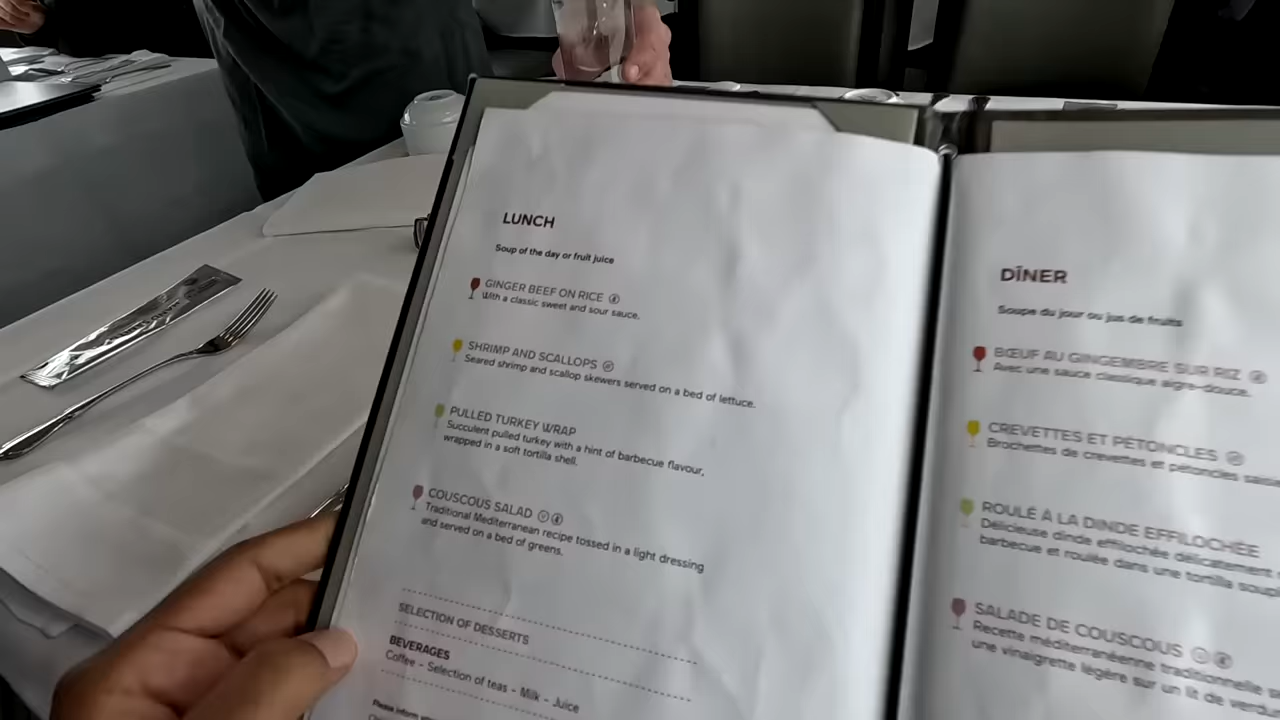 LUNCH
Soup of the day or fruit juice
GINGER BEEF ON RICE
With a classic sweet and sour sauce.
SHRIMP AND SCALLOPS
Seared shrimp and scallop skewers served on a bed of lettuce.
PULLED TURKEY WRAP
Succulent pulled turkey with a hint of barbecue flavour,
wrapped in a soft tortilla shell.
COUSCOUS SALAD
Traditional Mediterranean recipe tossed in a light dressing
and served on a bed of greens.
SELECTION OF DESSERTS
BEVERAGES
Coffee - Selection of teas - Milk - Juice
Please inform
DÎNER
Soupe du jour ou jus de fruits
BŒUF AU GINGEMBRE SUR RIZ
Avec une sauce classique aigre-douce.
CREVETTES ET PÉTONCLES
Brochettes de crevettes et pétoncles
ROULÉ À LA DINDE EFFILOCHÉE
Délicieuse dinde effilochée délicatement
barbecue et roulée dans une tortilla
SALADE DE COUSCOUS
Recette méditerranéenne traditionnelle
une vinaigrette légère sur un lit de